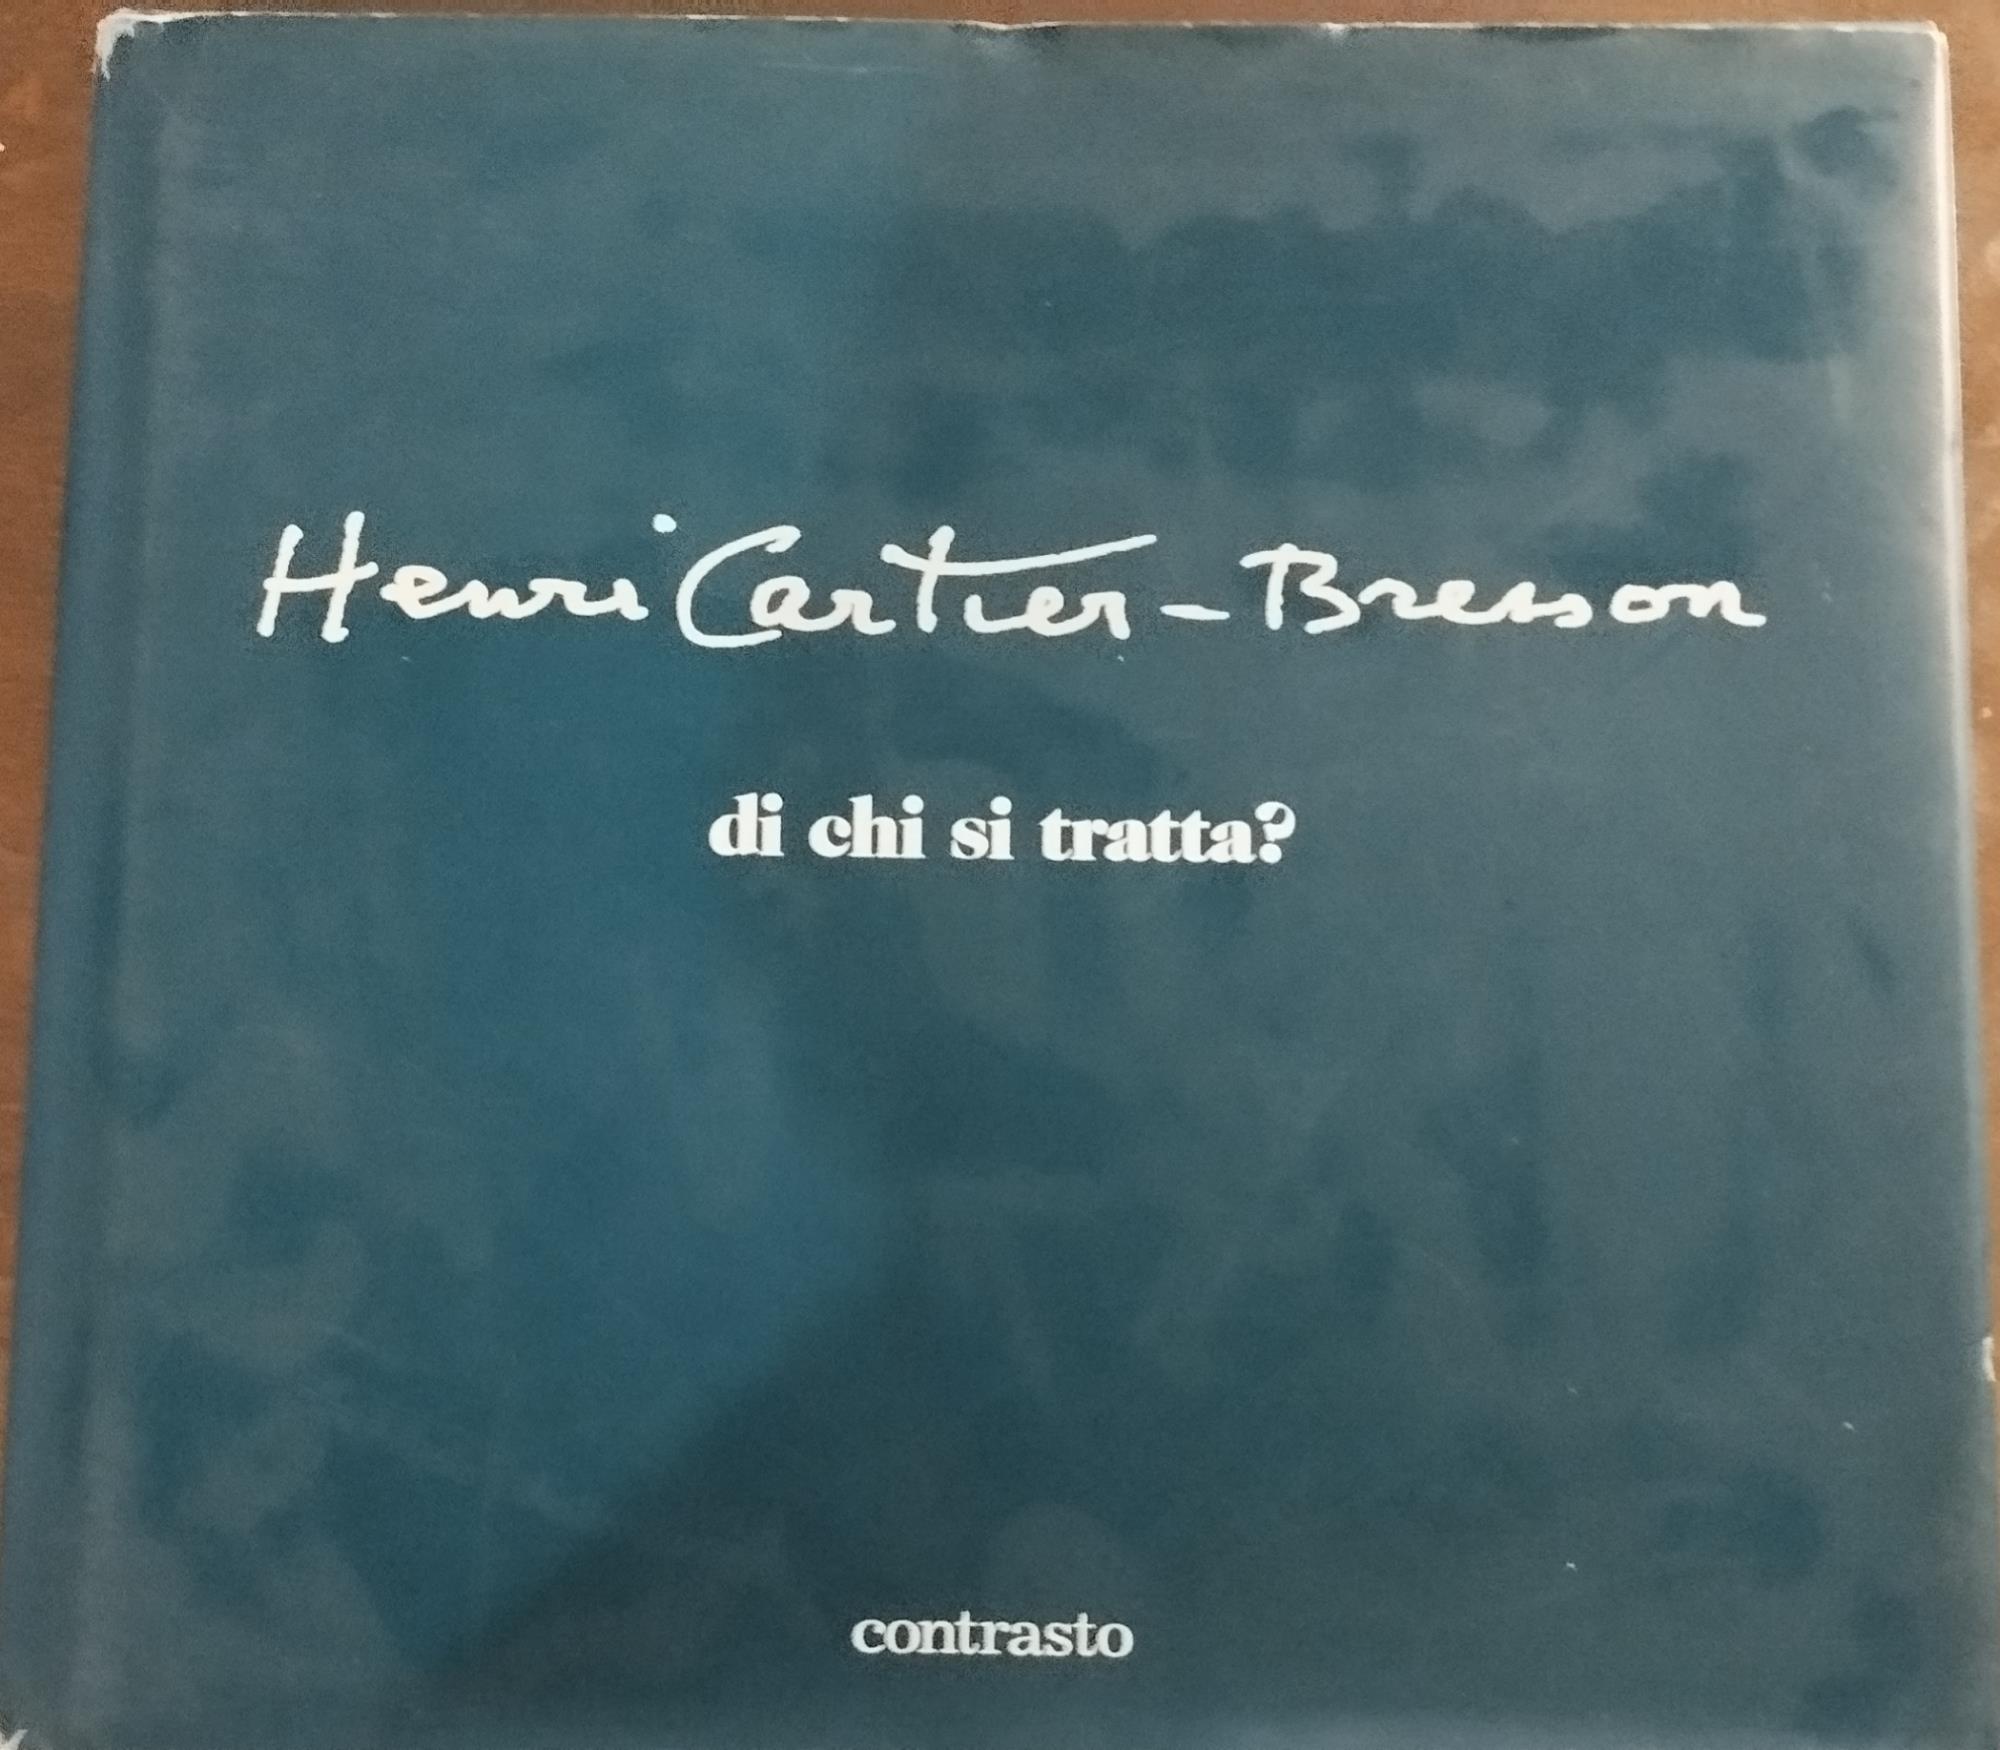 Henri Cartier-Bresson
di chi si tratta?
contrasto